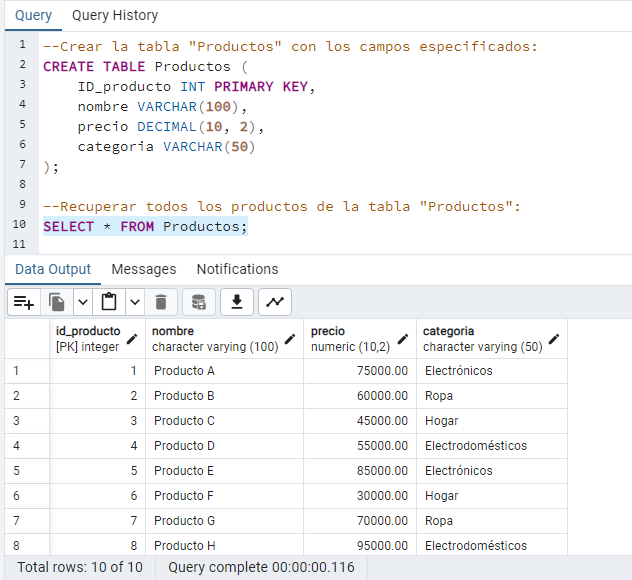 Query Query History
1 --Crear la tabla "Productos" con los campos especificados:
2 CREATE TABLE Productos (
3 ID_producto INT PRIMARY KEY,
4 nombre VARCHAR(100),
5 precio DECIMAL(10, 2),
6 categoria VARCHAR(50)
7 );
8
9 --Recuperar todos los productos de la tabla "Productos":
10 SELECT * FROM Productos;
11
Data Output Messages Notifications
id_producto nombre precio categoria
[PK] integer character varying (100) numeric (10,2) character varying (50)
1 1 Producto A 75000.00 Electrónicos
2 2 Producto B 60000.00 Ropa
3 3 Producto C 45000.00 Hogar
4 4 Producto D 55000.00 Electrodomésticos
5 5 Producto E 85000.00 Electrónicos
6 6 Producto F 30000.00 Hogar
7 7 Producto G 70000.00 Ropa
8 8 Producto H 95000.00 Electrodomésticos
Total rows: 10 of 10 Query complete 00:00:00.116